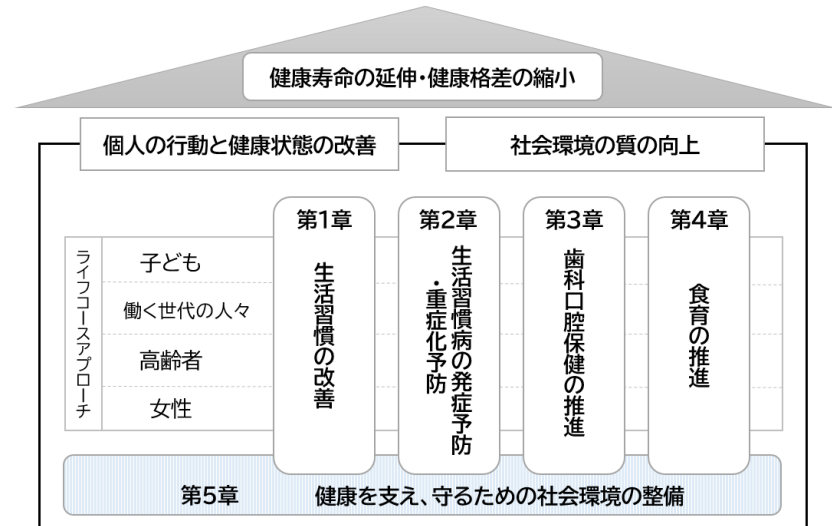 健康寿命の延伸・健康格差の縮小
個人の行動と健康状態の改善
社会環境の質の向上
第1章
第2章
第3章
第4章
ライフコースアプローチ
子ども
働く世代の人々
高齢者
女性
生活習慣の改善
生活習慣病の発症予防
・重症化予防
歯科口腔保健の推進
食育の推進
第5章 健康を支え、守るための社会環境の整備